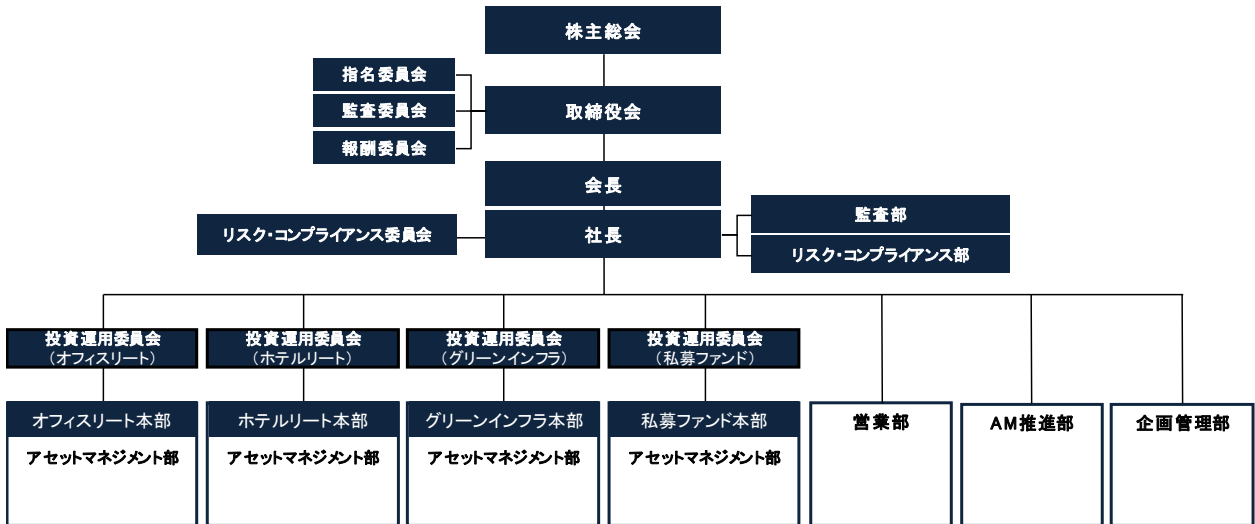 株主総会
指名委員会
監査委員会
報酬委員会
取締役会
会長
社長
リスク・コンプライアンス委員会
監査部
リスク・コンプライアンス部
投資運用委員会
（オフィスリート）
投資運用委員会
（ホテルリート）
投資運用委員会
（グリーンインフラ）
投資運用委員会
（私募ファンド）
オフィスリート本部
アセットマネジメント部
ホテルリート本部
アセットマネジメント部
グリーンインフラ本部
アセットマネジメント部
私募ファンド本部
アセットマネジメント部
営業部
AM推進部
企画管理部